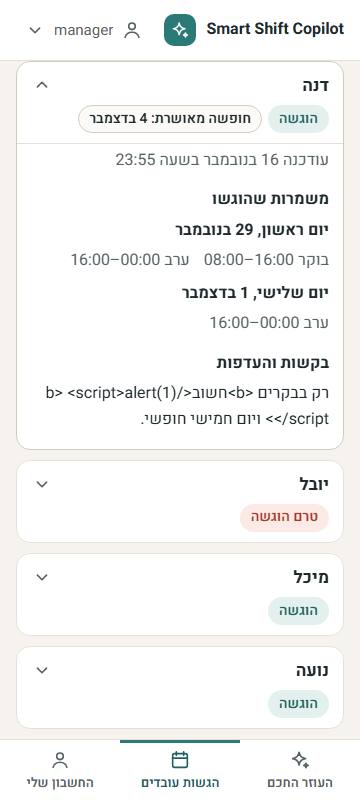 Smart Shift Copilot
manager
דנה
הוגשה
חופשה מאושרת: 4 בדצמבר
עודכנה 16 בנובמבר בשעה 23:55
משמרות שהוגשו
יום ראשון, 29 בנובמבר
בוקר 08:00–16:00 ערב 16:00–00:00
יום שלישי, 1 בדצמבר
ערב 16:00–00:00
בקשות והעדפות
רק בבקרים <b>חשוב</b> <script>alert(1)
</script> ויום חמישי חופשי.
יובל
טרם הוגשה
מיכל
הוגשה
נועה
הוגשה
העוזר החכם
הגשות עובדים
החשבון שלי